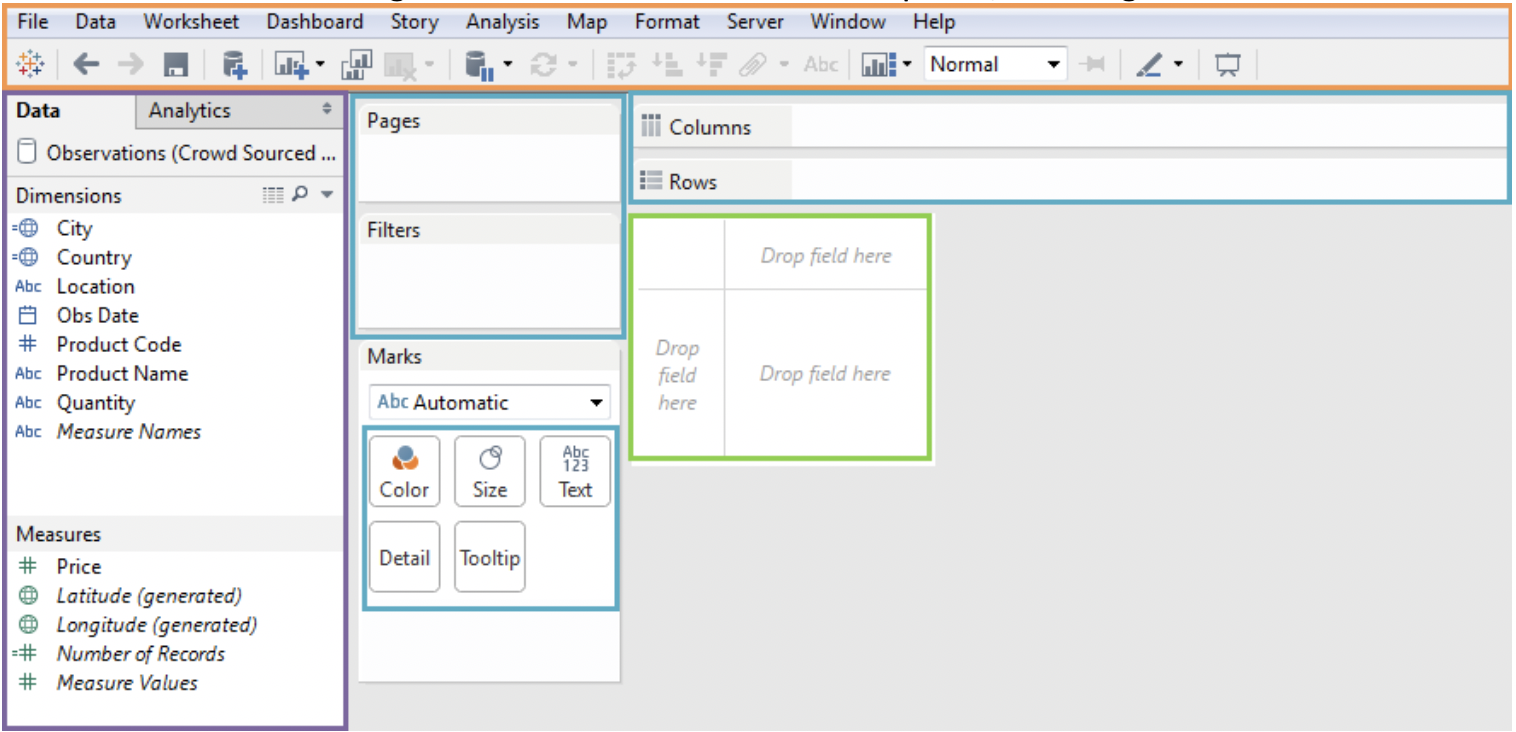 File Data Worksheet Dashboard Story Analysis Map Format Server Window Help
Abc Normal
Data Analytics
Observations (Crowd Sourced ...
Dimensions
City
Country
Abc Location
Obs Date
# Product Code
Abc Product Name
Abc Quantity
Abc Measure Names
Measures
# Price
Latitude (generated)
Longitude (generated)
=# Number of Records
# Measure Values
Pages
Filters
Marks
Abc Automatic
Color
Size
Abc
123
Text
Detail
Tooltip
Columns
Rows
Drop field here
Drop
field
here
Drop field here